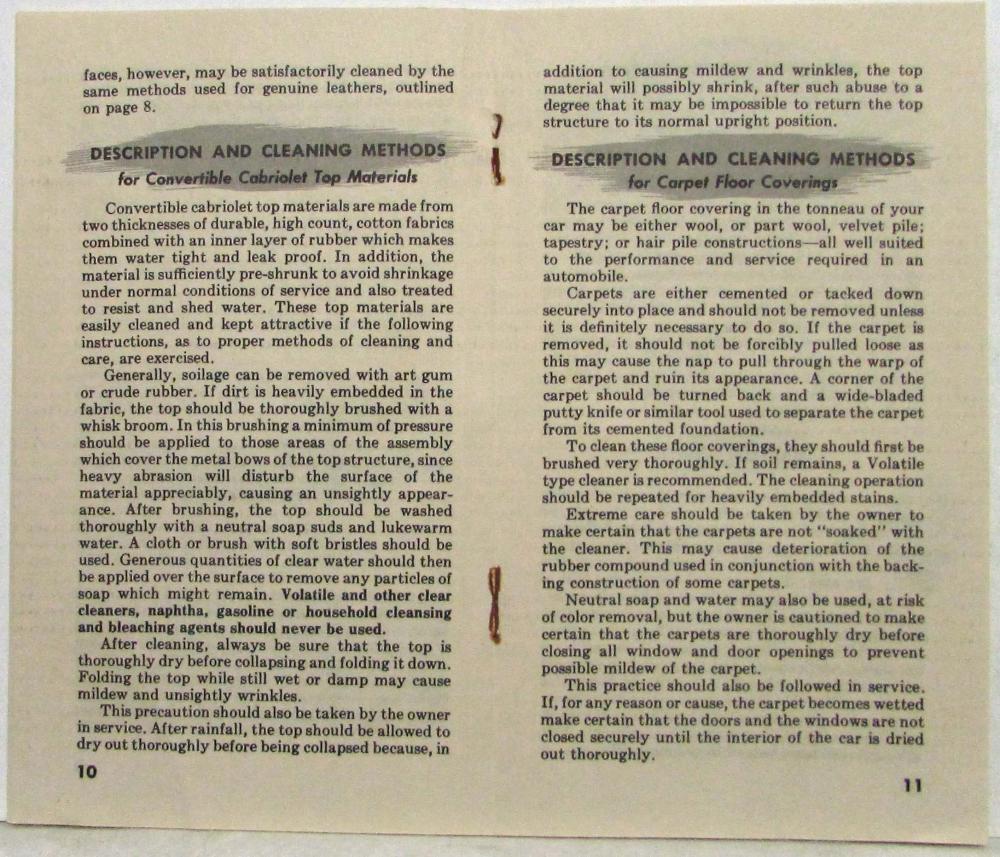 faces, however, may be satisfactorily cleaned by the
same methods used for genuine leathers, outlined
on page 8.
DESCRIPTION AND CLEANING METHODS
for Convertible Cabriolet Top Materials
Convertible cabriolet top materials are made from
two thicknesses of durable, high count, cotton fabrics
combined with an inner layer of rubber which makes
them water tight and leak proof. In addition, the
material is sufficiently pre-shrunk to avoid shrinkage
under normal conditions of service and also treated
to resist and shed water. These top materials are
easily cleaned and kept attractive if the following
instructions, as to proper methods of cleaning and
care, are exercised.
Generally, soilage can be removed with art gum
or crude rubber. If dirt is heavily embedded in the
fabric, the top should be thoroughly brushed with a
whisk broom. In this brushing a minimum of pressure
should be applied to those areas of the assembly
which cover the metal bows of the top structure, since
heavy abrasion will disturb the surface of the
material appreciably, causing an unsightly appear-
ance. After brushing, the top should be washed
thoroughly with a neutral soap suds and lukewarm
water. A cloth or brush with soft bristles should be
used. Generous quantities of clear water should then
be applied over the surface to remove any particles of
soap which might remain. Volatile and other clear
cleaners, naphtha, gasoline or household cleansing
and bleaching agents should never be used.
After cleaning, always be sure that the top is
thoroughly dry before collapsing and folding it down.
Folding the top while still wet or damp may cause
mildew and unsightly wrinkles.
This precaution should also be taken by the owner
in service. After rainfall, the top should be allowed to
dry out thoroughly before being collapsed because, in
10
addition to causing mildew and wrinkles, the top
material will possibly shrink, after such abuse to a
degree that it may be impossible to return the top
structure to its normal upright position.
DESCRIPTION AND CLEANING METHODS
for Carpet Floor Coverings
The carpet floor covering in the tonneau of your
car may be either wool, or part wool, velvet pile;
tapestry; or hair pile constructions—all well suited
to the performance and service required in an
automobile.
Carpets are either cemented or tacked down
securely into place and should not be removed unless
it is definitely necessary to do so. If the carpet is
removed, it should not be forcibly pulled loose as
this may cause the nap to pull through the warp of
the carpet and ruin its appearance. A corner of the
carpet should be turned back and a wide-bladed
putty knife or similar tool used to separate the carpet
from its cemented foundation.
To clean these floor coverings, they should first be
brushed very thoroughly. If soil remains, a Volatile
type cleaner is recommended. The cleaning operation
should be repeated for heavily embedded stains.
Extreme care should be taken by the owner to
make certain that the carpets are not "soaked" with
the cleaner. This may cause deterioration of the
rubber compound used in conjunction with the back-
ing construction of some carpets.
Neutral soap and water may also be used, at risk
of color removal, but the owner is cautioned to make
certain that the carpets are thoroughly dry before
closing all window and door openings to prevent
possible mildew of the carpet.
This practice should also be followed in service.
If, for any reason or cause, the carpet becomes wetted
make certain that the doors and the windows are not
closed securely until the interior of the car is dried
out thoroughly.
11